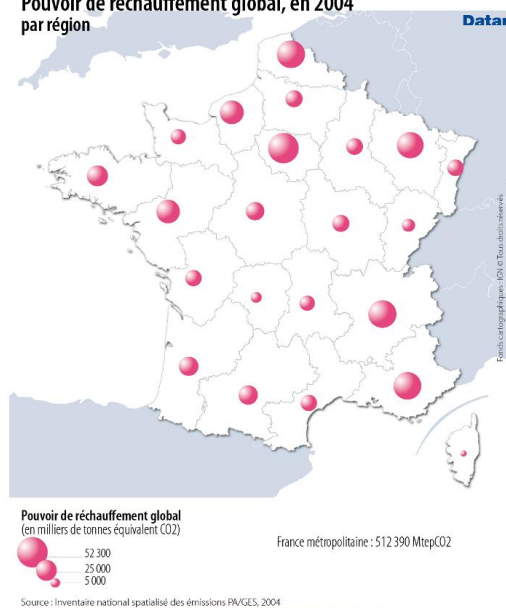 Pouvoir de réchauffement global, en 2004
par région
Datar
Fonds cartographiques : IGN © Tous droits réservés
Pouvoir de réchauffement global
(en milliers de tonnes équivalent CO2)
52 300
25 000
5 000
France métropolitaine : 512 390 MtepCO2
Source : Inventaire national spatialisé des émissions PA/GES, 2004